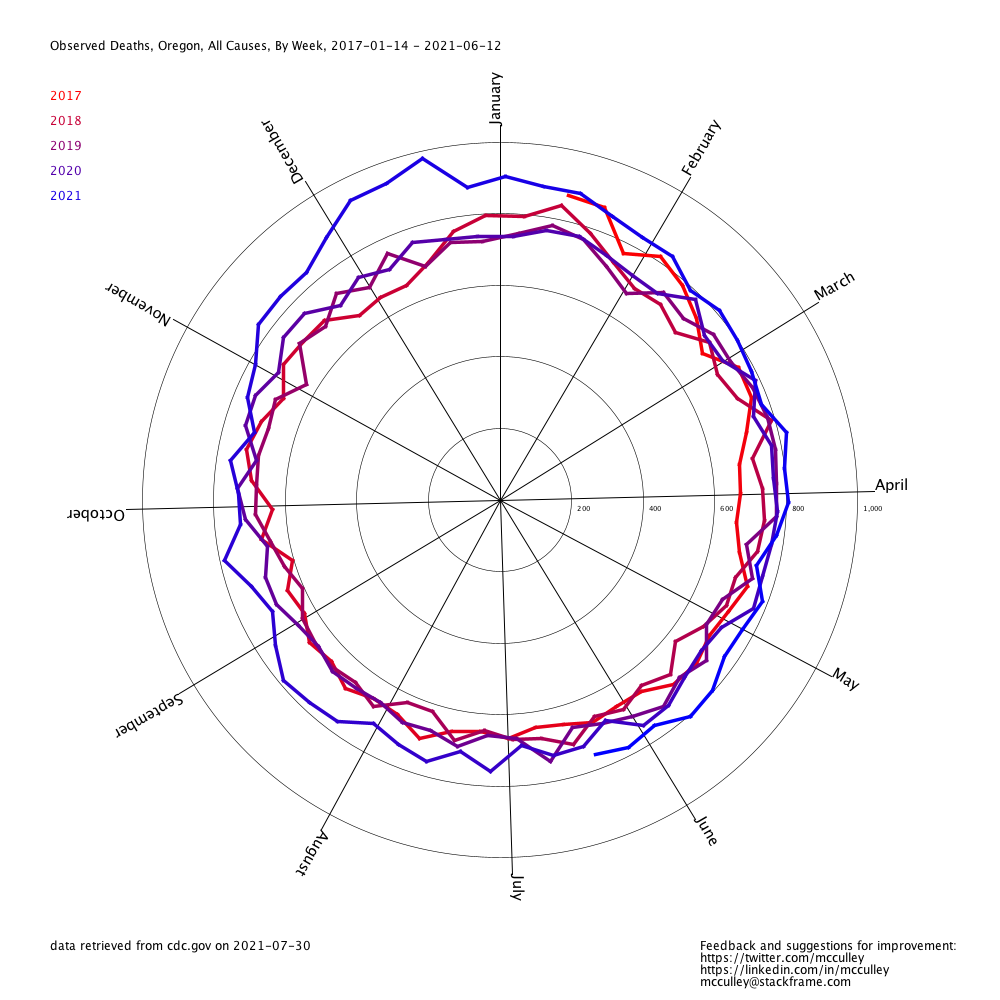 Observed Deaths, Oregon, All Causes, By Week, 2017-01-14 - 2021-06-12
2017
2018
2019
2020
2021
January
February
March
April
May
June
July
August
September
October
November
December
200
400
600
800
1,000
data retrieved from cdc.gov on 2021-07-30
Feedback and suggestions for improvement:
https://twitter.com/mcculley
https://linkedin.com/in/mcculley
mcculley@stackframe.com